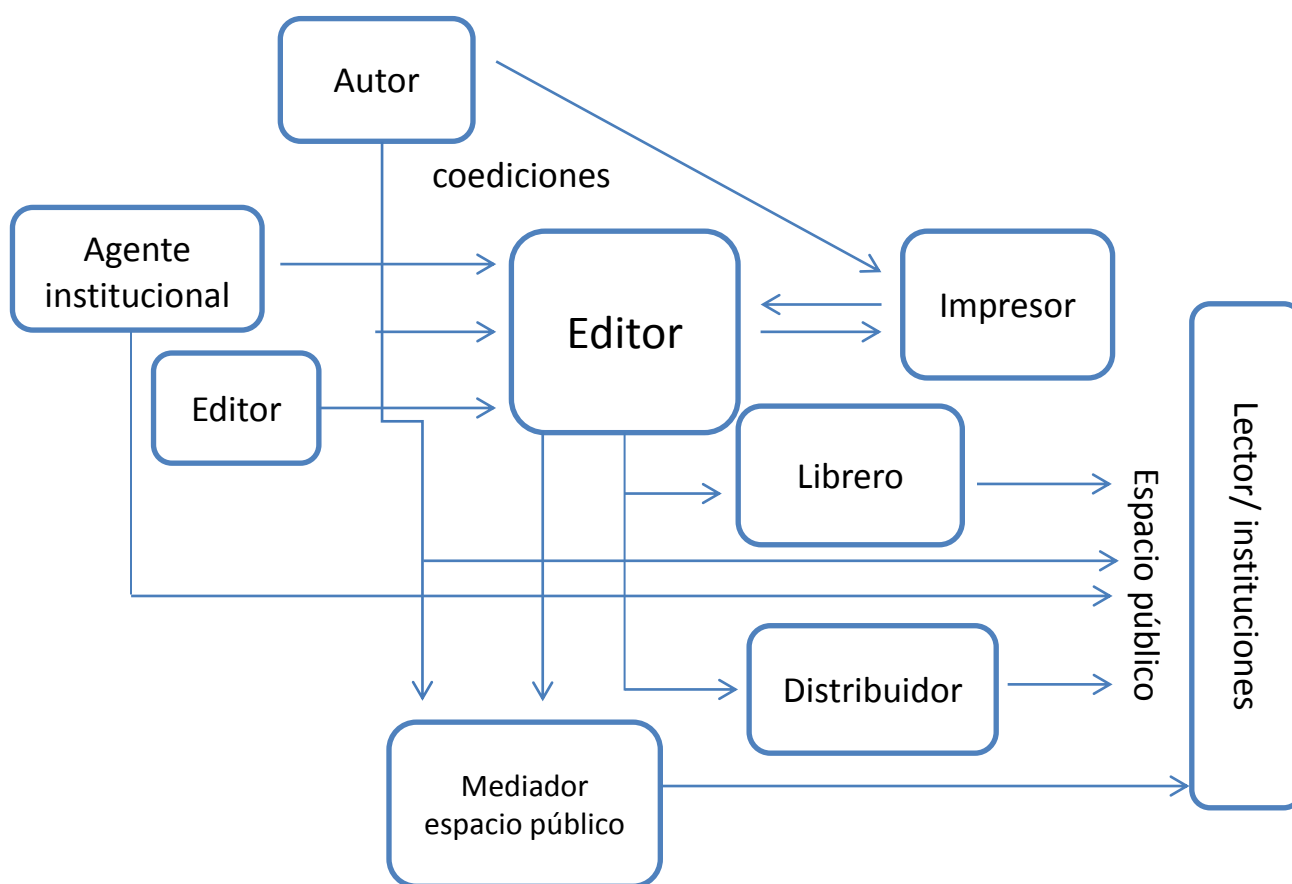 Autor
coediciones
Agente
institucional
Editor
Impresor
Editor
Librero
Espacio público
Lector/ instituciones
Distribuidor
Mediador
espacio público